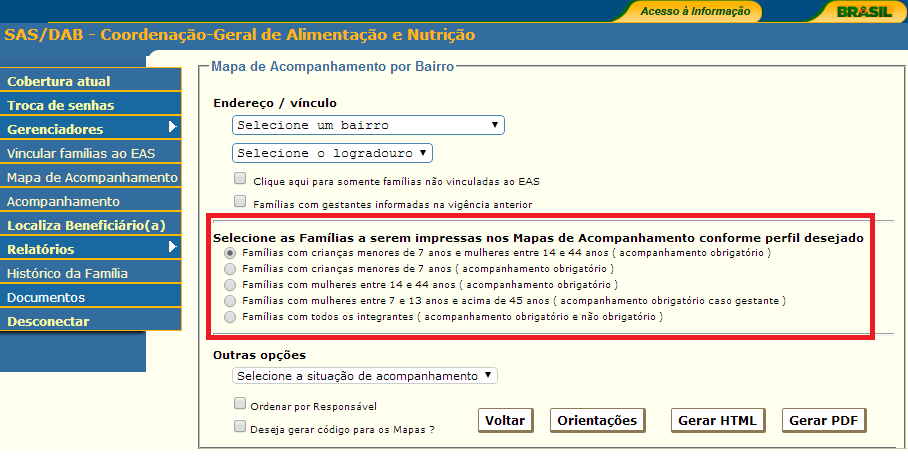 Acesso à Informação
BRASIL
SAS/DAB - Coordenação-Geral de Alimentação e Nutrição
Cobertura atual
Troca de senhas
Gerenciadores
Vincular famílias ao EAS
Mapa de Acompanhamento
Acompanhamento
Localiza Beneficiário(a)
Relatórios
Histórico da Família
Documentos
Desconectar
Mapa de Acompanhamento por Bairro
Endereço / vínculo
Selecione um bairro
Selecione o logradouro
Clique aqui para somente famílias não vinculadas ao EAS
Famílias com gestantes informadas na vigência anterior
Selecione as Famílias a serem impressas nos Mapas de Acompanhamento conforme perfil desejado
Famílias com crianças menores de 7 anos e mulheres entre 14 e 44 anos ( acompanhamento obrigatório )
Famílias com crianças menores de 7 anos ( acompanhamento obrigatório )
Famílias com mulheres entre 14 e 44 anos ( acompanhamento obrigatório )
Famílias com mulheres entre 7 e 13 anos e acima de 45 anos ( acompanhamento obrigatório caso gestante )
Famílias com todos os integrantes ( acompanhamento obrigatório e não obrigatório )
Outras opções
Selecione a situação de acompanhamento
Ordenar por Responsável
Deseja gerar código para os Mapas ?
Voltar
Orientações
Gerar HTML
Gerar PDF